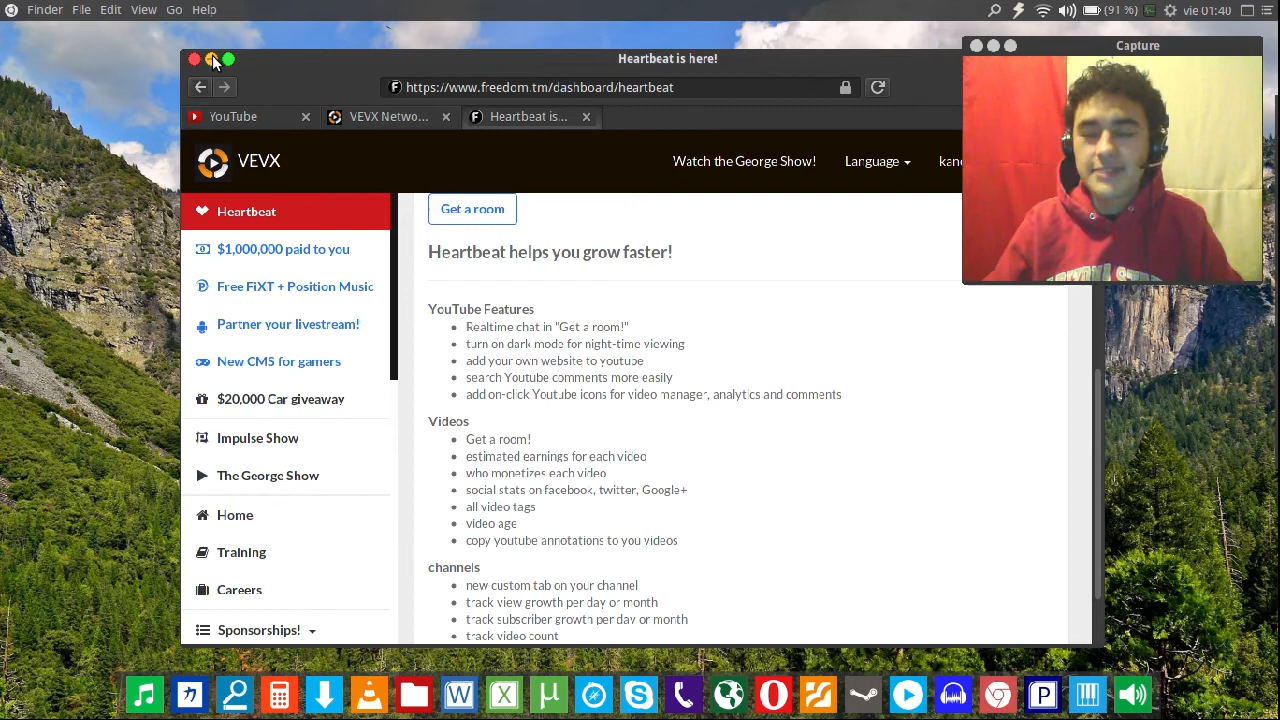 Finder File Edit View Go Help
(91 %) vie 01:40
Heartbeat is here!
Capture
https://www.freedom.tm/dashboard/heartbeat
YouTube
VEVX Netwo...
Heartbeat is...
VEVX
Watch the George Show!
Language
Heartbeat
$1,000,000 paid to you
Free FiXT + Position Music
Partner your livestream!
New CMS for gamers
$20,000 Car giveaway
Impulse Show
The George Show
Home
Training
Careers
Sponsorships!
Get a room
Heartbeat helps you grow faster!
YouTube Features
Realtime chat in "Get a room!"
turn on dark mode for night-time viewing
add your own website to youtube
search Youtube comments more easily
add on-click Youtube icons for video manager, analytics and comments
Videos
Get a room!
estimated earnings for each video
who monetizes each video
social stats on facebook, twitter, Google+
all video tags
video age
copy youtube annotations to you videos
channels
new custom tab on your channel
track view growth per day or month
track subscriber growth per day or month
track video count